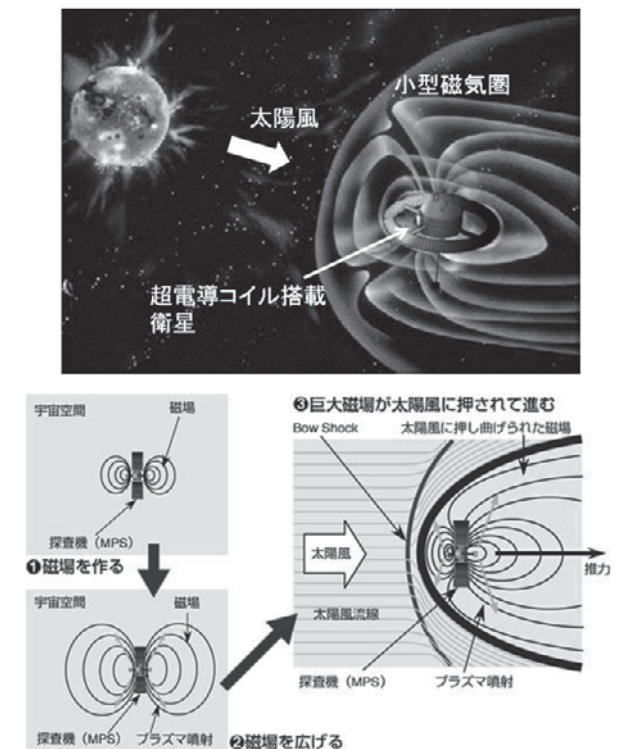 小型磁気圏
太陽風
超電導コイル搭載
衛星
宇宙空間
磁場
探査機（MPS）
❶磁場を作る
宇宙空間
磁場
探査機（MPS）
プラズマ噴射
❷磁場を広げる
❸巨大磁場が太陽風に押されて進む
Bow Shock
太陽風に押し曲げられた磁場
太陽風
推力
太陽風流線
探査機（MPS）
プラズマ噴射